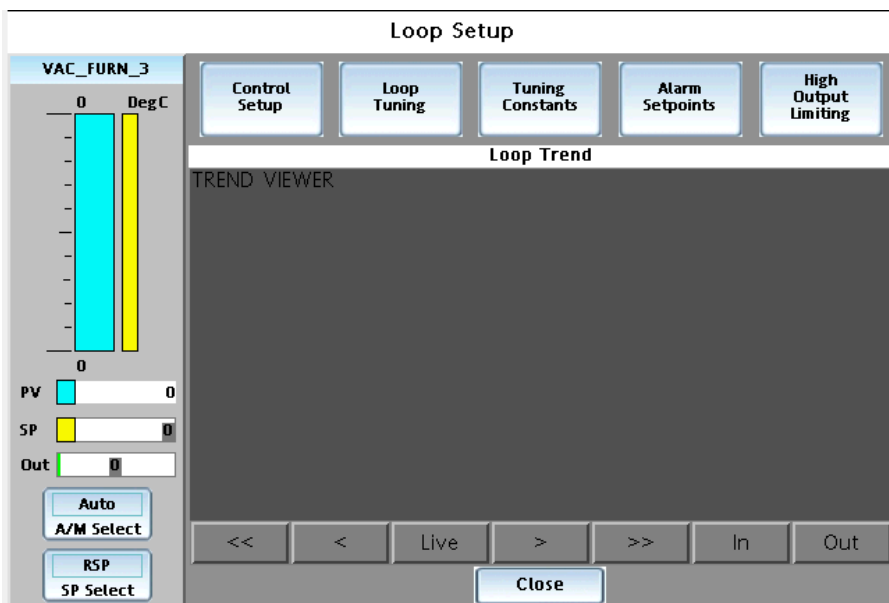 Loop Setup
VAC_FURN_3
0 DegC
0
PV 0
SP 0
Out 0
Auto
A/M Select
RSP
SP Select
Control
Setup
Loop
Tuning
Tuning
Constants
Alarm
Setpoints
High
Output
Limiting
Loop Trend
TREND VIEWER
<< < Live > >> In Out
Close